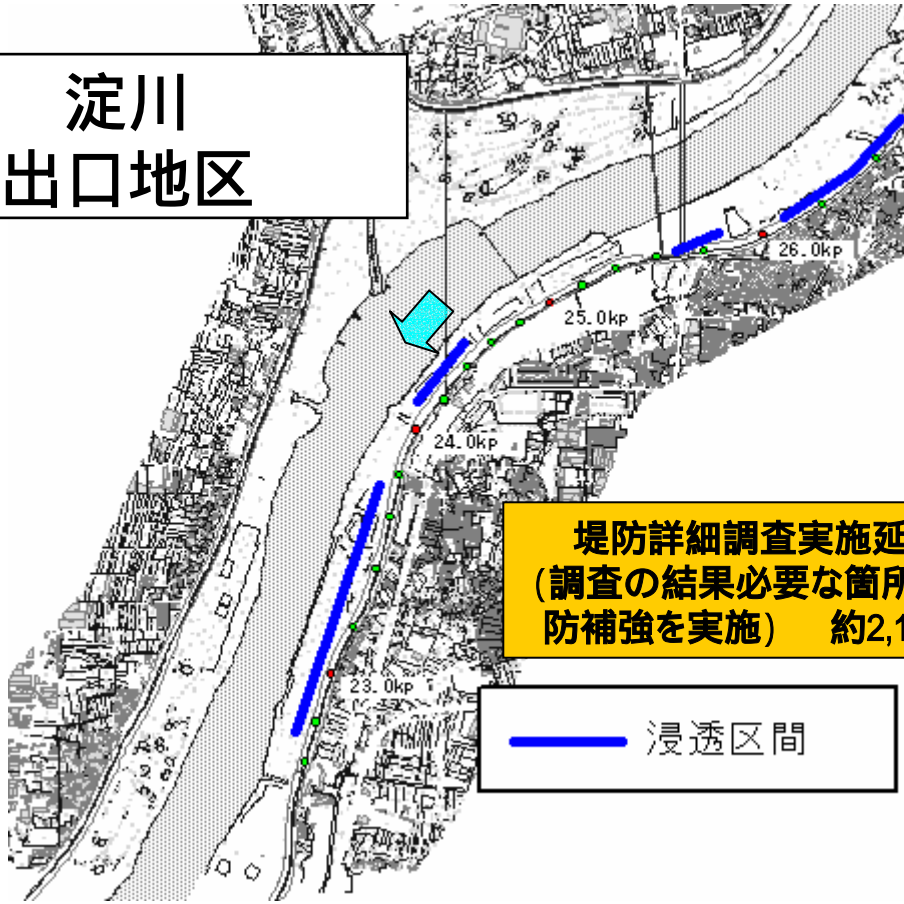 淀川
出口地区
26.0kp
25.0kp
24.0kp
堤防詳細調査実施延
(調査の結果必要な箇所
防補強を実施) 約2,1
23.0kp
浸透区間